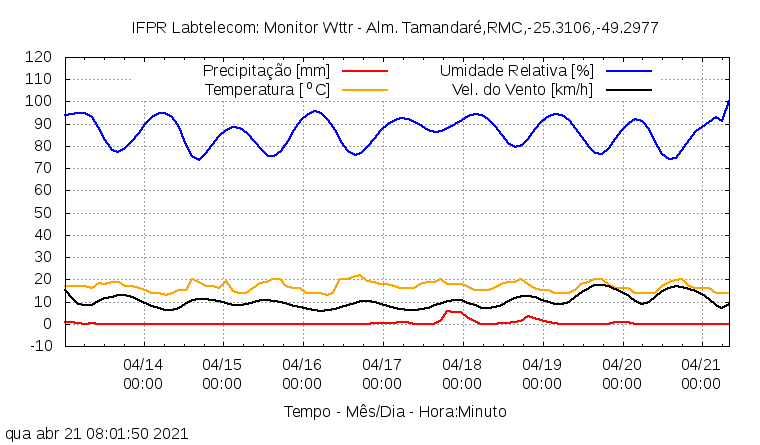 IFPR Labtelecom: Monitor Wttr - Alm. Tamandaré,RMC,-25.3106,-49.2977
120
110
100
90
80
70
60
50
40
30
20
10
0
-10
Precipitação [mm]
Temperatura [ ⁰C]
Umidade Relativa [%]
Vel. do Vento [km/h]
04/14 04/15 04/16 04/17 04/18 04/19 04/20 04/21
00:00 00:00 00:00 00:00 00:00 00:00 00:00 00:00
Tempo - Mês/Dia - Hora:Minuto
qua abr 21 08:01:50 2021